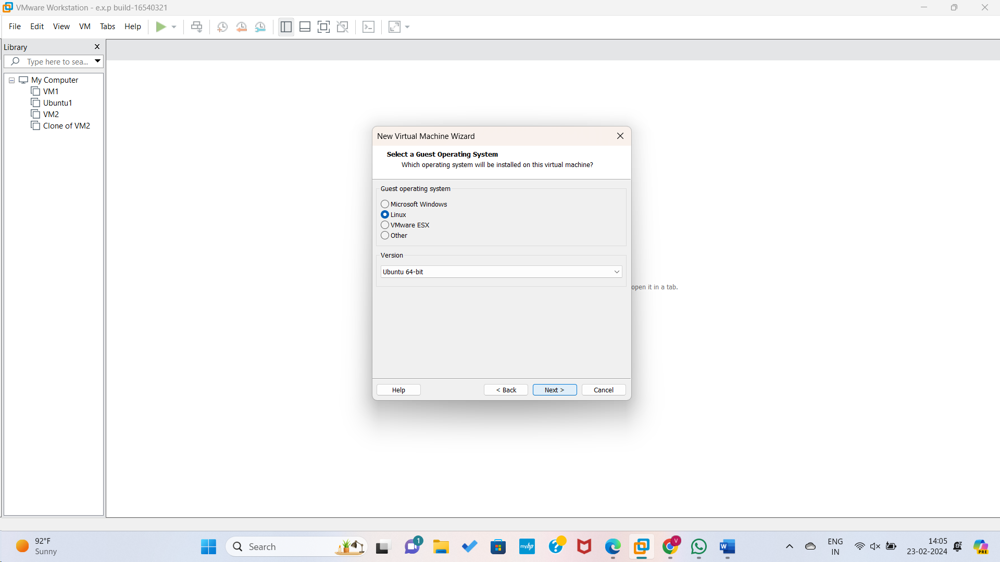 VMware Workstation - e.x.p build-16540321
File Edit View VM Tabs Help
Library
Type here to sea...
My Computer
VM1
Ubuntu1
VM2
Clone of VM2
New Virtual Machine Wizard
Select a Guest Operating System
Which operating system will be installed on this virtual machine?
Guest operating system
Microsoft Windows
Linux
VMware ESX
Other
Version
Ubuntu 64-bit
open it in a tab.
Help < Back Next > Cancel
92°F
Sunny
Search
1
myhp
V
ENG
IN
14:05
23-02-2024
PRE